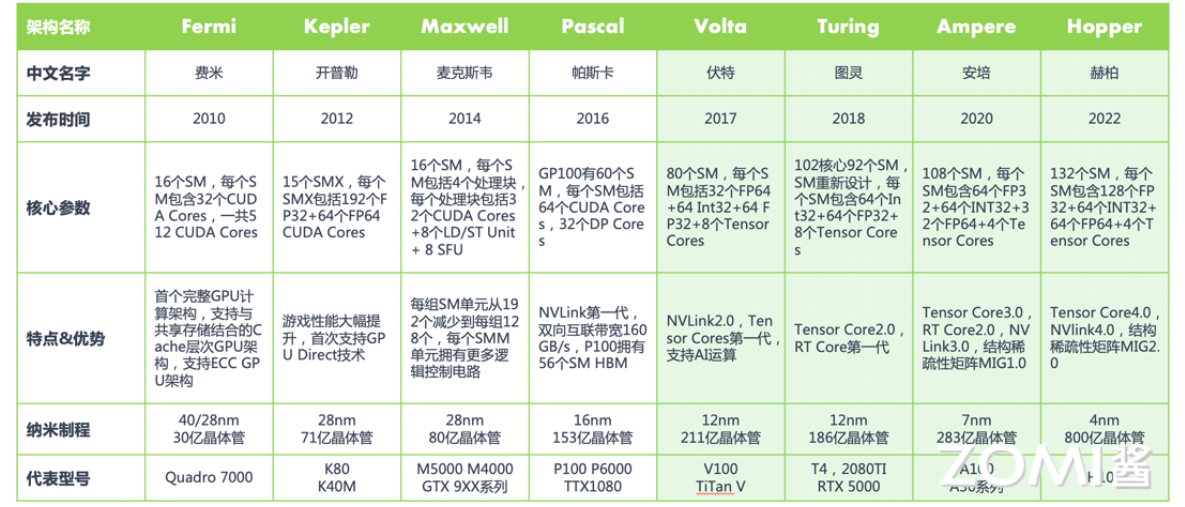 架构名称 Fermi Kepler Maxwell Pascal Volta Turing Ampere Hopper
中文名字 费米 开普勒 麦克斯韦 帕斯卡 伏特 图灵 安培 赫柏
发布时间 2010 2012 2014 2016 2017 2018 2020 2022
核心参数
16个SM，每个S
M包含32个CUD
A Cores，一共5
12 CUDA Cores
15个SMX，每个
SMX包括192个F
P32+64个FP64
CUDA Cores
16个SM，每个S
M包括4个处理块，
每个处理块包括3
2个CUDA Cores
+8个LD/ST Unit
+ 8 SFU
GP100有60个S
M，每个SM包括
64个CUDA Core
s，32个DP Core
s
80个SM，每个S
M包括32个FP64
+64 Int32+64 F
P32+8个Tensor
Cores
102核心92个SM，
SM重新设计，每
个SM包含64个In
t32+64个FP32+
8个Tensor Core
s
108个SM，每个
SM包含64个FP3
2+64个INT32+3
2个FP64+4个Te
nsor Cores
132个SM，每个
SM包含128个FP
32+64个INT32+
64个FP64+4个T
ensor Cores
特点&优势
首个完整GPU计
算架构，支持与
共享存储结合的C
ache层次GPU架
构，支持ECC GP
U架构
游戏性能大幅提
升，首次支持GP
U Direct技术
每组SM单元从19
2个减少到每组12
8个，每个SMM
单元拥有更多逻
辑控制电路
NVLink第一代，
双向互联带宽160
GB/s，P100拥有
56个SM HBM
NVLink2.0，Ten
sor Cores第一代，
支持AI运算
Tensor Core2.0，
RT Core第一代
Tensor Core3.0，
RT Core2.0，NV
Link3.0，结构稀
疏性矩阵MIG1.0
Tensor Core4.0，
NVlink4.0，结构
稀疏性矩阵MIG2.
0
纳米制程
40/28nm
30亿晶体管
28nm
71亿晶体管
28nm
80亿晶体管
16nm
153亿晶体管
12nm
211亿晶体管
12nm
186亿晶体管
7nm
283亿晶体管
4nm
800亿晶体管
代表型号
Quadro 7000
K80
K40M
M5000 M4000
GTX 9XX系列
P100 P6000
TTX1080
V100
TiTan V
T4，2080TI
RTX 5000
A100
A30系列
ZOMI酱